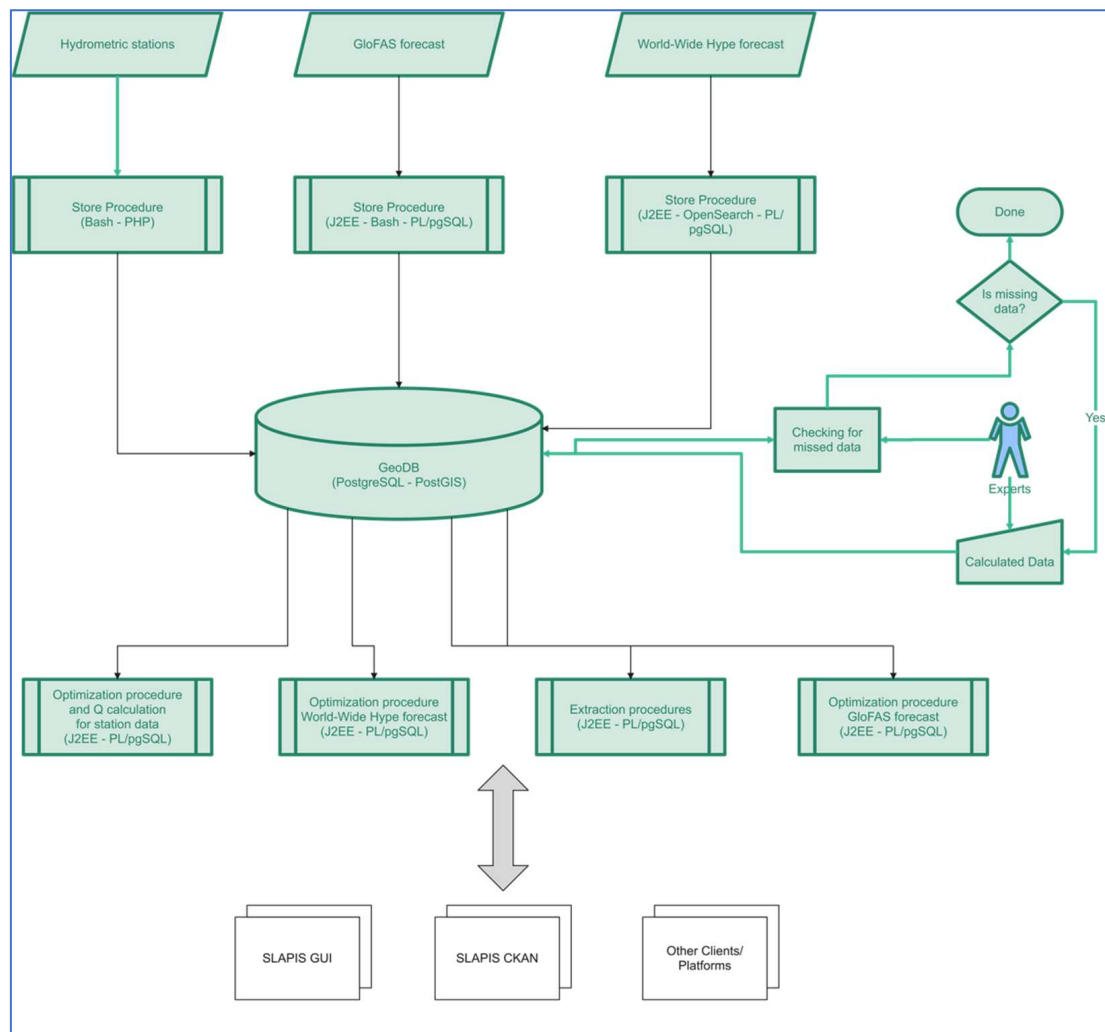 Hydrometric stations
GloFAS forecast
World-Wide Hype forecast
Store Procedure
(Bash - PHP)
Store Procedure
(J2EE - Bash - PL/pgSQL)
Store Procedure
(J2EE - OpenSearch - PL/
pgSQL)
Done
Is missing
data?
Yes
Checking for
missed data
Experts
Calculated Data
GeoDB
(PostgreSQL - PostGIS)
Optimization procedure
and Q calculation
for station data
(J2EE - PL/pgSQL)
Optimization procedure
World-Wide Hype forecast
(J2EE - PL/pgSQL)
Extraction procedures
(J2EE - PL/pgSQL)
Optimization procedure
GloFAS forecast
(J2EE - PL/pgSQL)
SLAPIS GUI
SLAPIS CKAN
Other Clients/
Platforms